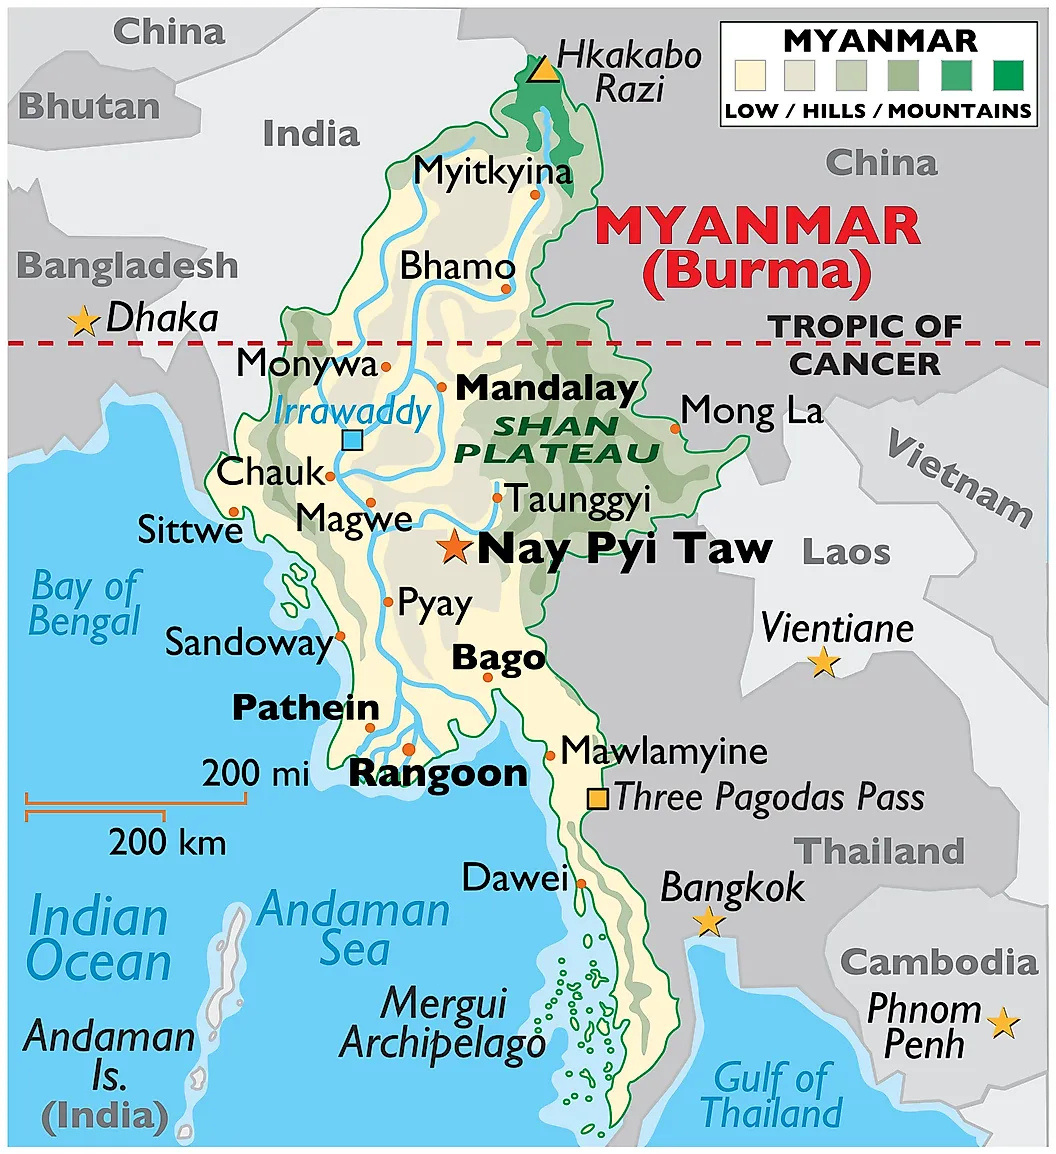 China
Hkakabo
Razi
MYANMAR
LOW / HILLS / MOUNTAINS
Bhutan
India
China
Myitkyina
MYANMAR
(Burma)
Bangladesh
Bhamo
Dhaka
TROPIC OF
CANCER
Monywa
Mandalay
Irrawaddy
Mong La
SHAN
PLATEAU
Vietnam
Chauk
Taunggyi
Magwe
Sittwe
Nay Pyi Taw
Laos
Bay of
Bengal
Pyay
Sandoway
Vientiane
Bago
Pathein
Mawlamyine
200 mi
Rangoon
Three Pagodas Pass
200 km
Thailand
Dawei
Bangkok
Indian
Ocean
Andaman
Sea
Cambodia
Mergui
Archipelago
Phnom
Penh
Andaman
Is.
(India)
Gulf of
Thailand